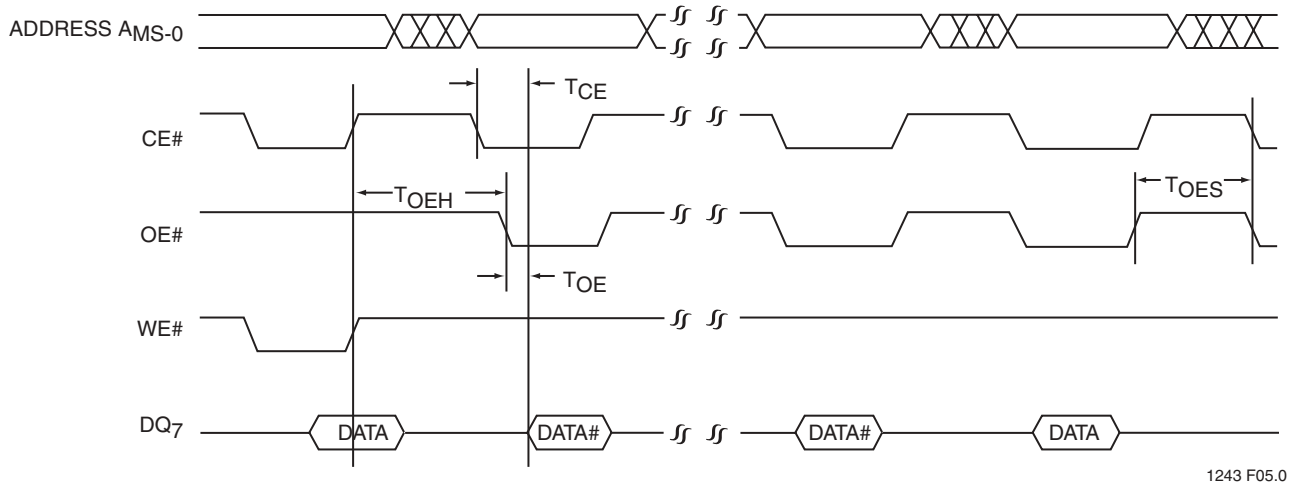 ADDRESS AMS-0
TCE
CE#
TOEH
TOES
OE#
TOE
WE#
DQ7
DATA
DATA#
DATA#
DATA
1243 F05.0